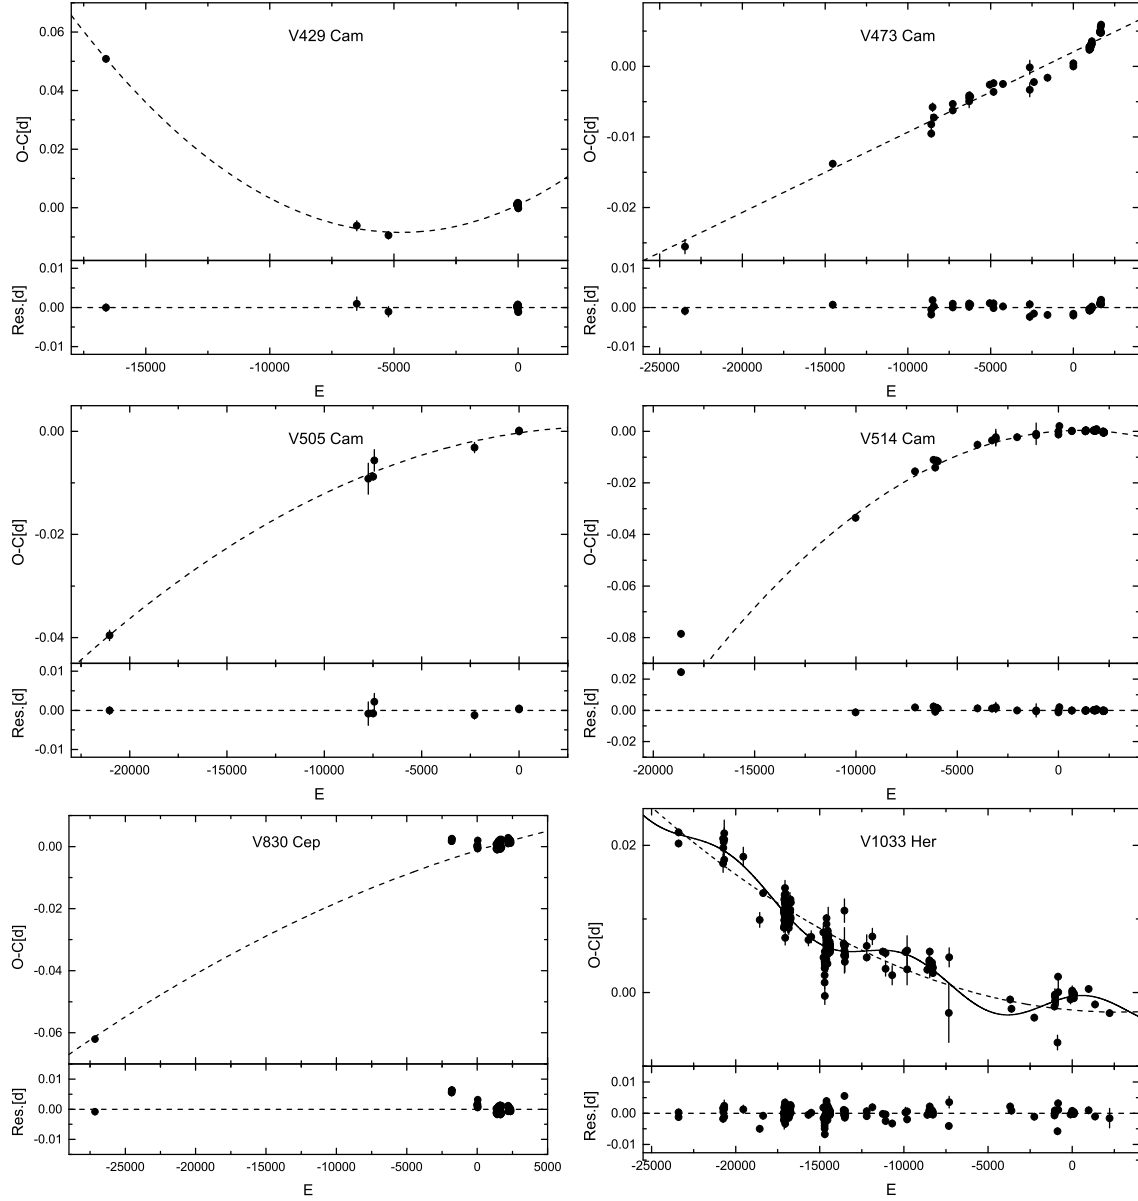 V429 Cam
O-C[d]
0.06
0.04
0.02
0.00
Res.[d]
0.01
0.00
-0.01
-15000 -10000 -5000 0
E
V473 Cam
O-C[d]
0.00
-0.01
-0.02
Res.[d]
0.01
0.00
-0.01
-25000 -20000 -15000 -10000 -5000 0
E
V505 Cam
O-C[d]
0.00
-0.02
-0.04
Res.[d]
0.01
0.00
-0.01
-20000 -15000 -10000 -5000 0
E
V514 Cam
O-C[d]
0.00
-0.02
-0.04
-0.06
-0.08
Res.[d]
0.02
0.00
-0.02
-20000 -15000 -10000 -5000 0
E
V830 Cep
O-C[d]
0.00
-0.02
-0.04
-0.06
Res.[d]
0.01
0.00
-0.01
-25000 -20000 -15000 -10000 -5000 0 5000
E
V1033 Her
O-C[d]
0.02
0.00
Res.[d]
0.01
0.00
-0.01
-25000 -20000 -15000 -10000 -5000 0
E